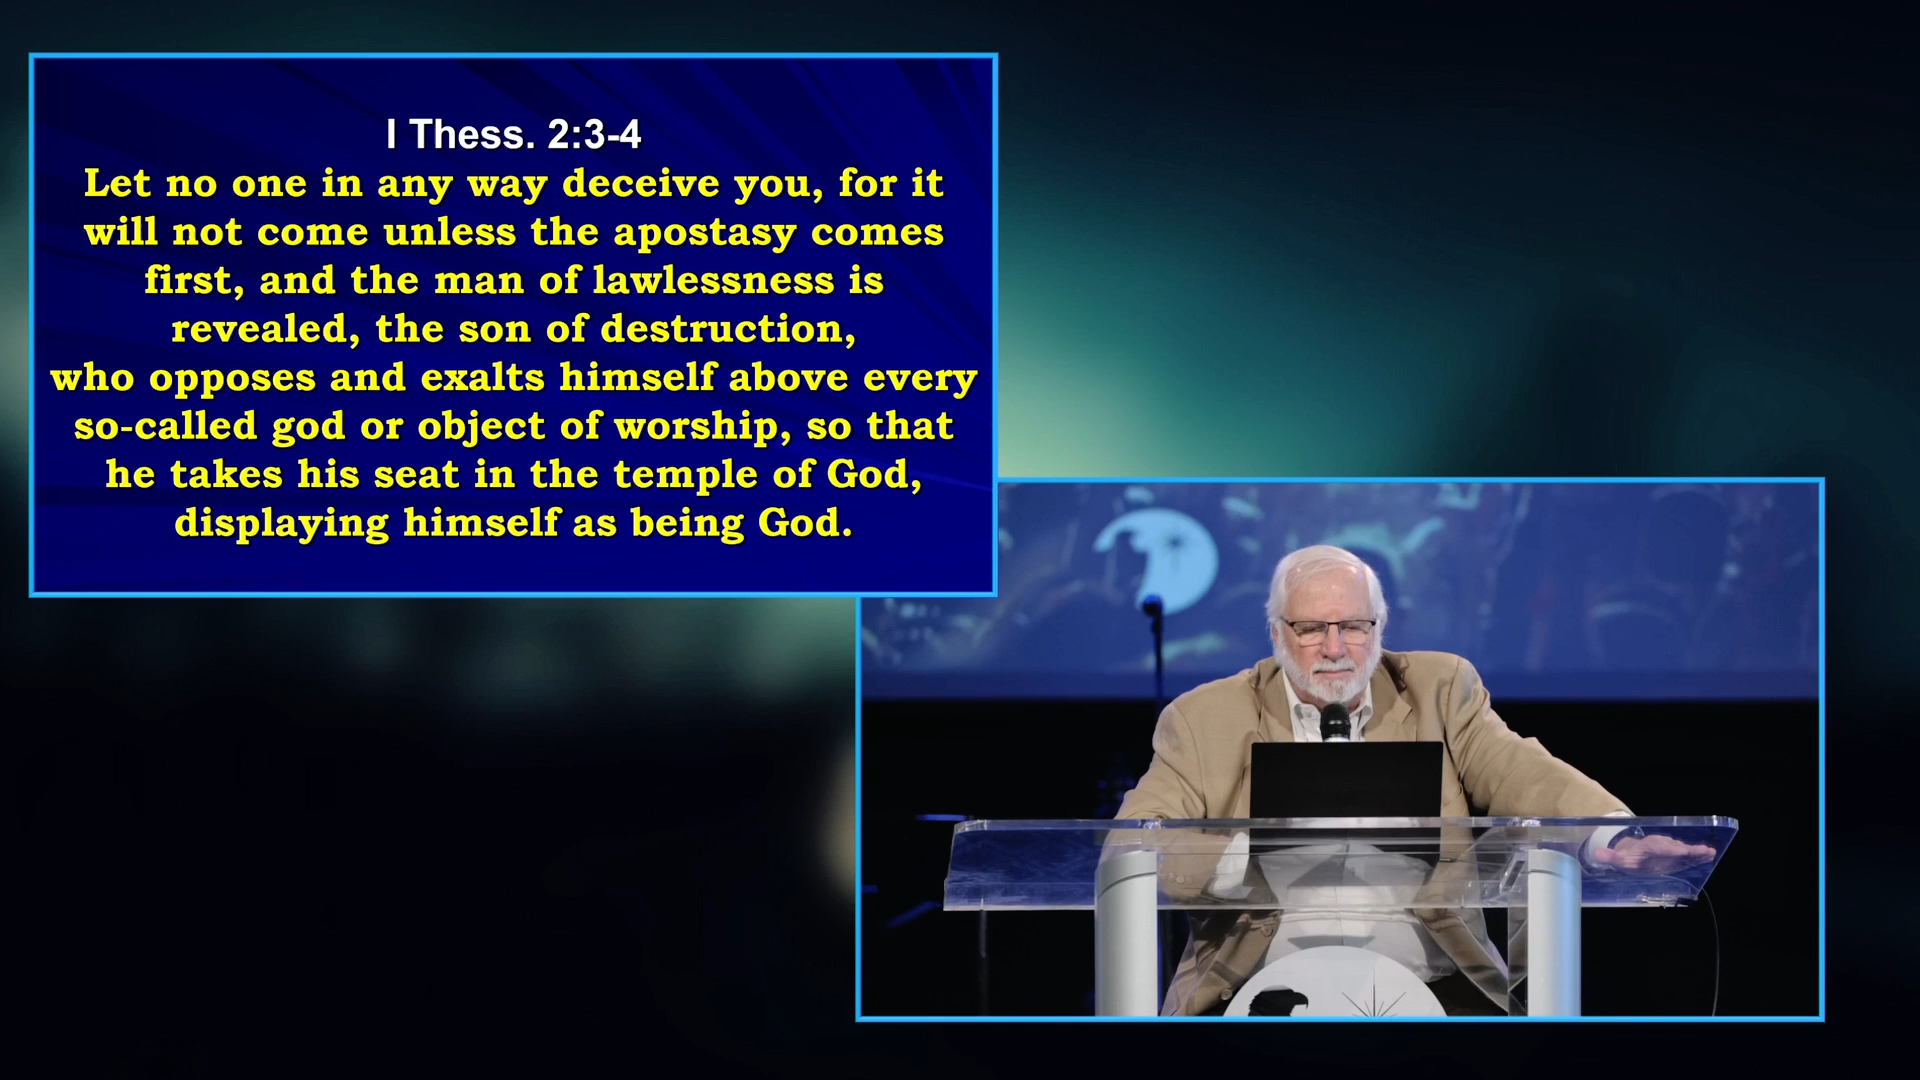 I Thess. 2:3-4
Let no one in any way deceive you, for it
will not come unless the apostasy comes
first, and the man of lawlessness is
revealed, the son of destruction,
who opposes and exalts himself above every
so-called god or object of worship, so that
he takes his seat in the temple of God,
displaying himself as being God.